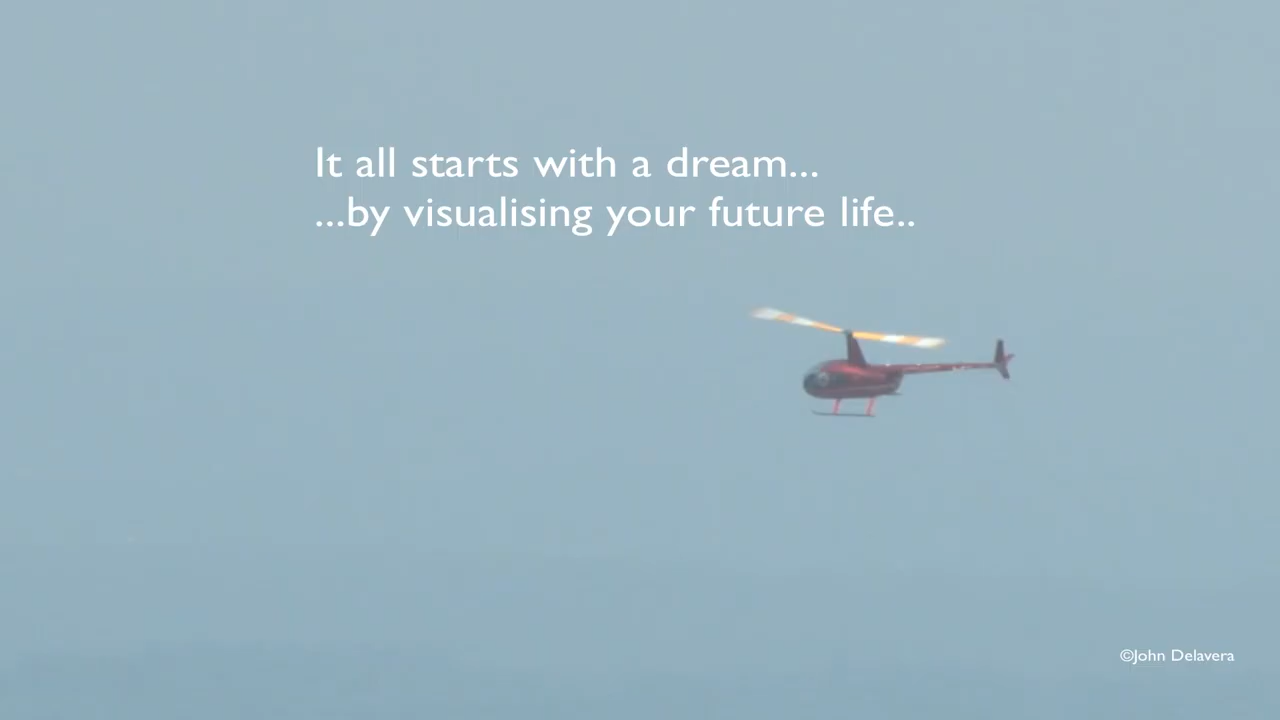 It all starts with a dream...
...by visualising your future life..
©John Delavera